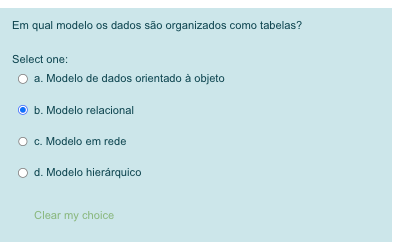 Em qual modelo os dados são organizados como tabelas?
Select one:
a. Modelo de dados orientado à objeto
b. Modelo relacional
c. Modelo em rede
d. Modelo hierárquico
Clear my choice